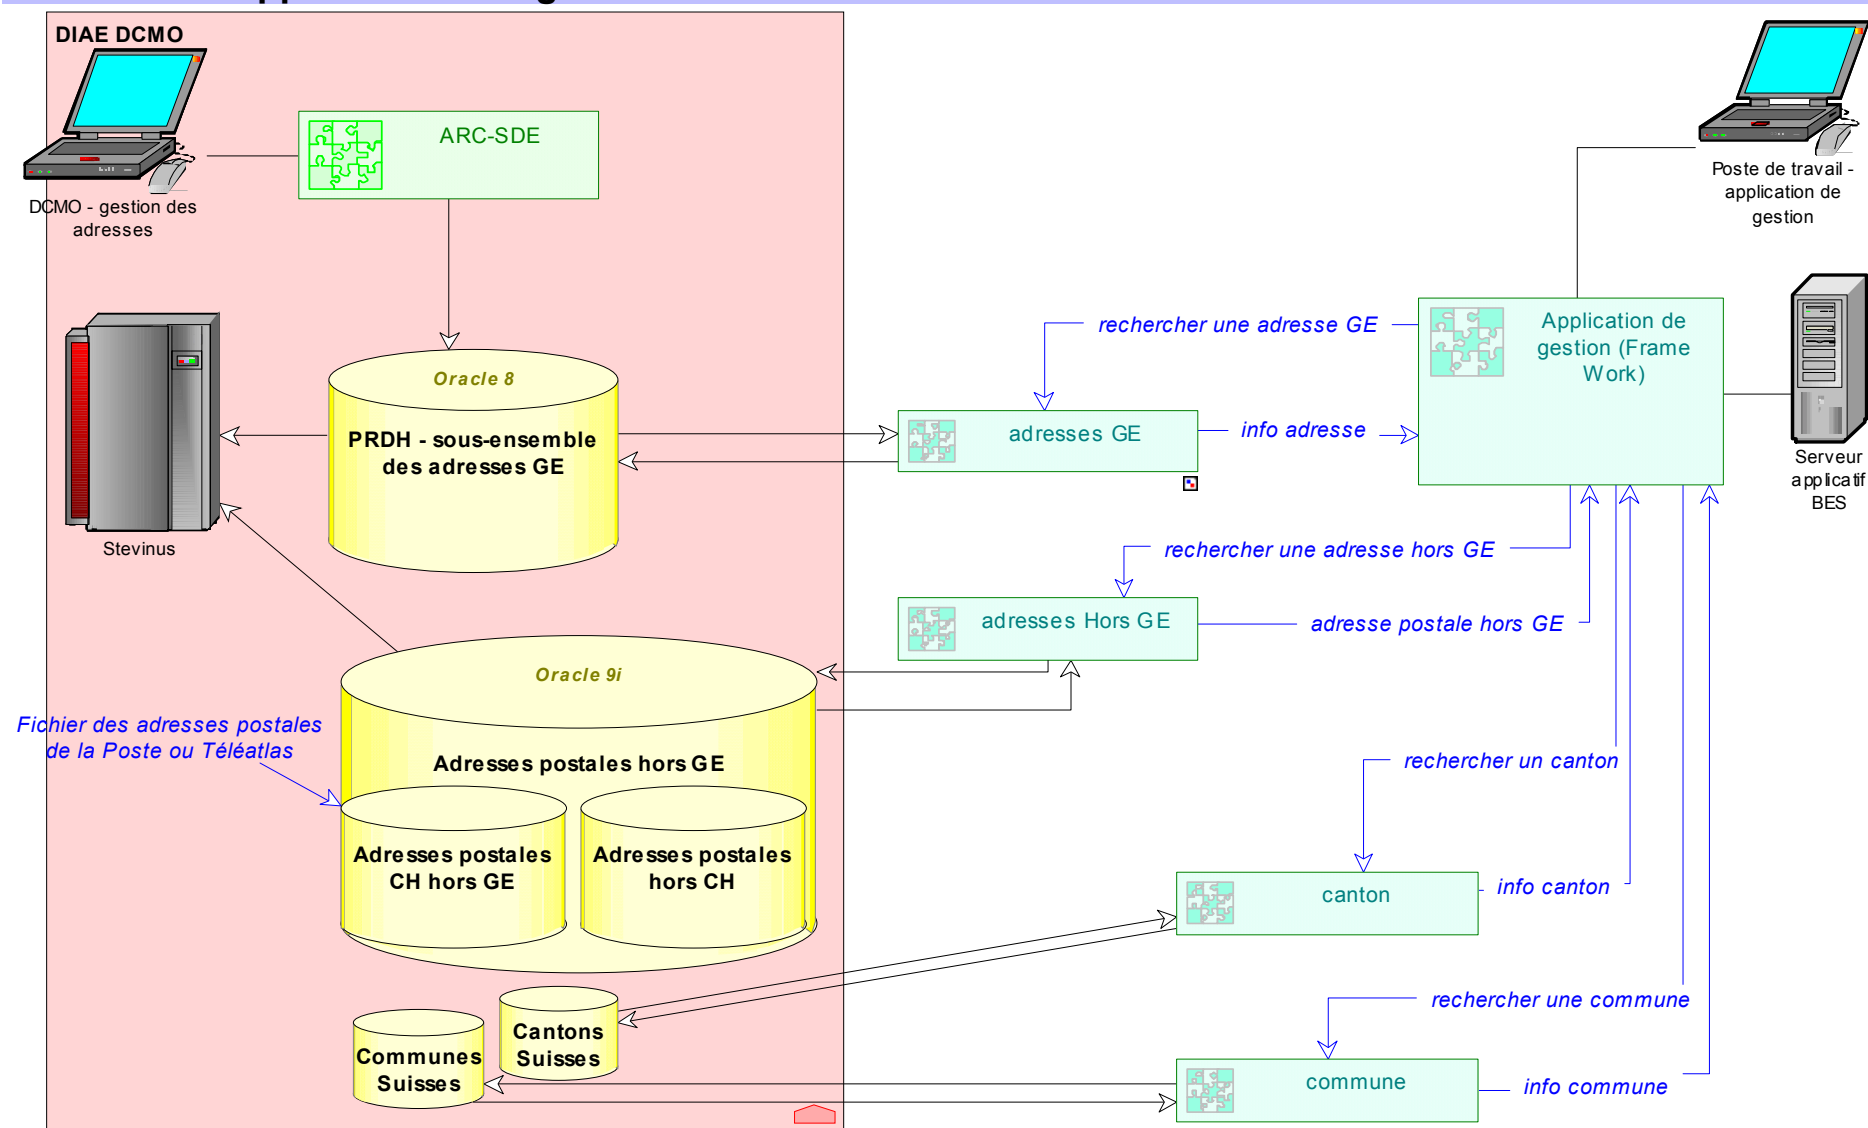 DIAE DCMO
ARC-SDE
DCMO - gestion des
adresses
Poste de travail -
application de
gestion
Oracle 8
PRDH - sous-ensemble
des adresses GE
Stevinus
rechercher une adresse GE
Application de
gestion (Frame
Work)
adresses GE
info adresse
Serveur
applicatif
BES
rechercher une adresse hors GE
adresses Hors GE
adresse postale hors GE
Oracle 9i
Fichier des adresses postales
de la Poste ou Téléatlas
Adresses postales hors GE
Adresses postales
CH hors GE
Adresses postales
hors CH
rechercher un canton
canton
info canton
Cantons
Suisses
Communes
Suisses
rechercher une commune
commune
info commune